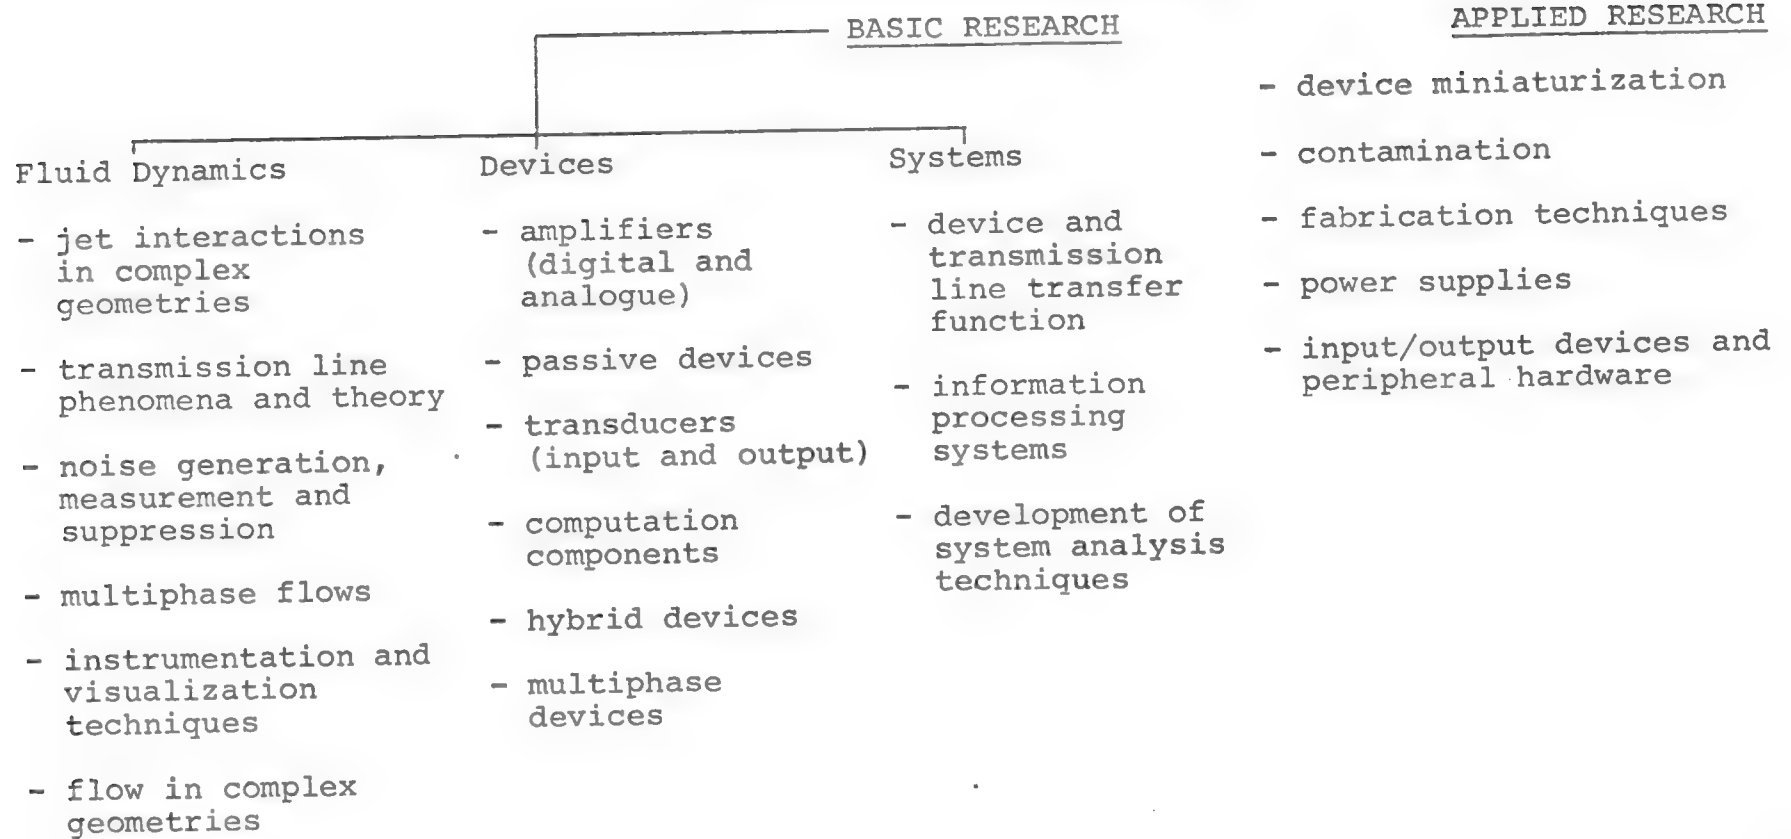 BASIC RESEARCH
Fluid Dynamics
- jet interactions
in complex
geometries
- transmission line
phenomena and theory
- noise generation,
measurement and
suppression
- multiphase flows
- instrumentation and
visualization
techniques
- flow in complex
geometries
Devices
- amplifiers
(digital and
analogue)
- passive devices
- transducers
(input and output)
- computation
components
- hybrid devices
- multiphase
devices
Systems
- device and
transmission
line transfer
function
- information
processing
systems
- development of
system analysis
techniques
APPLIED RESEARCH
- device miniaturization
- contamination
- fabrication techniques
- power supplies
- input/output devices and
peripheral hardware